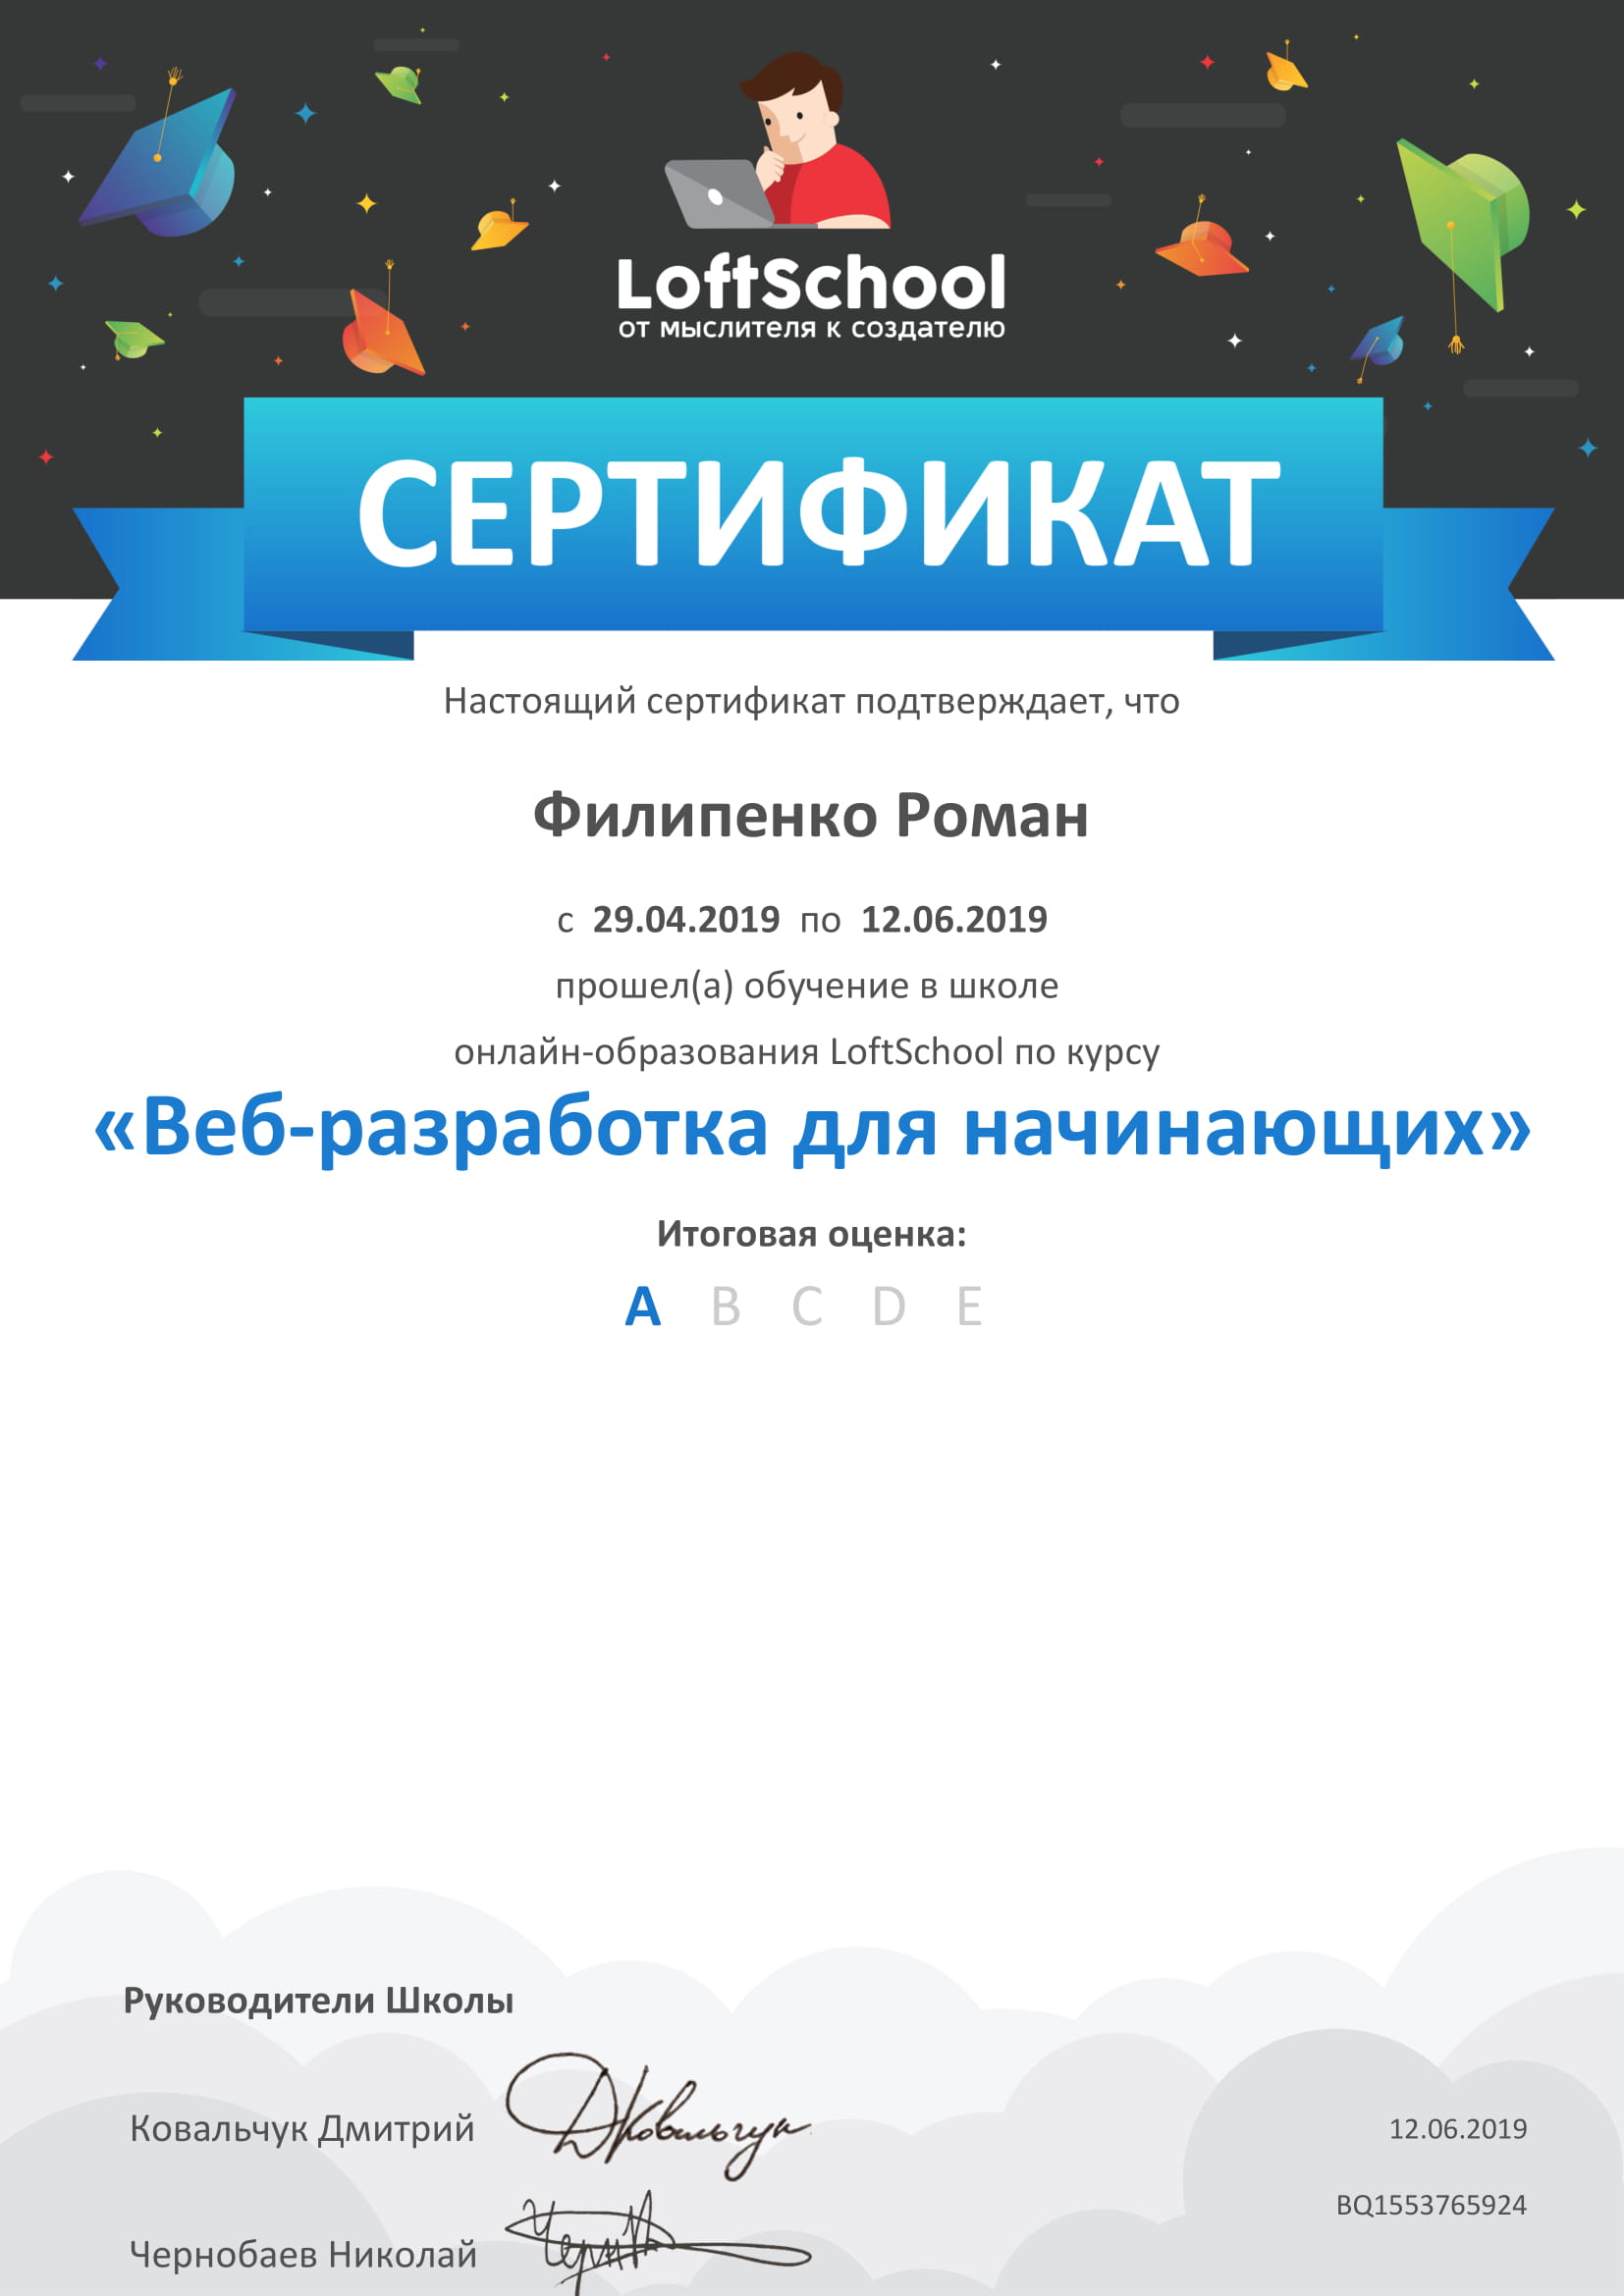 LoftSchool
от мыслителя к создателю
СЕРТИФИКАТ
Настоящий сертификат подтверждает, что
Филипенко Роман
с 29.04.2019 по 12.06.2019
прошел(а) обучение в школе
онлайн-образования LoftSchool по курсу
«Веб-разработка для начинающих»
Итоговая оценка:
A B C D E
Руководители Школы
Ковальчук Дмитрий
ДКовальчук
12.06.2019
BQ1553765924
Чернобаев Николай